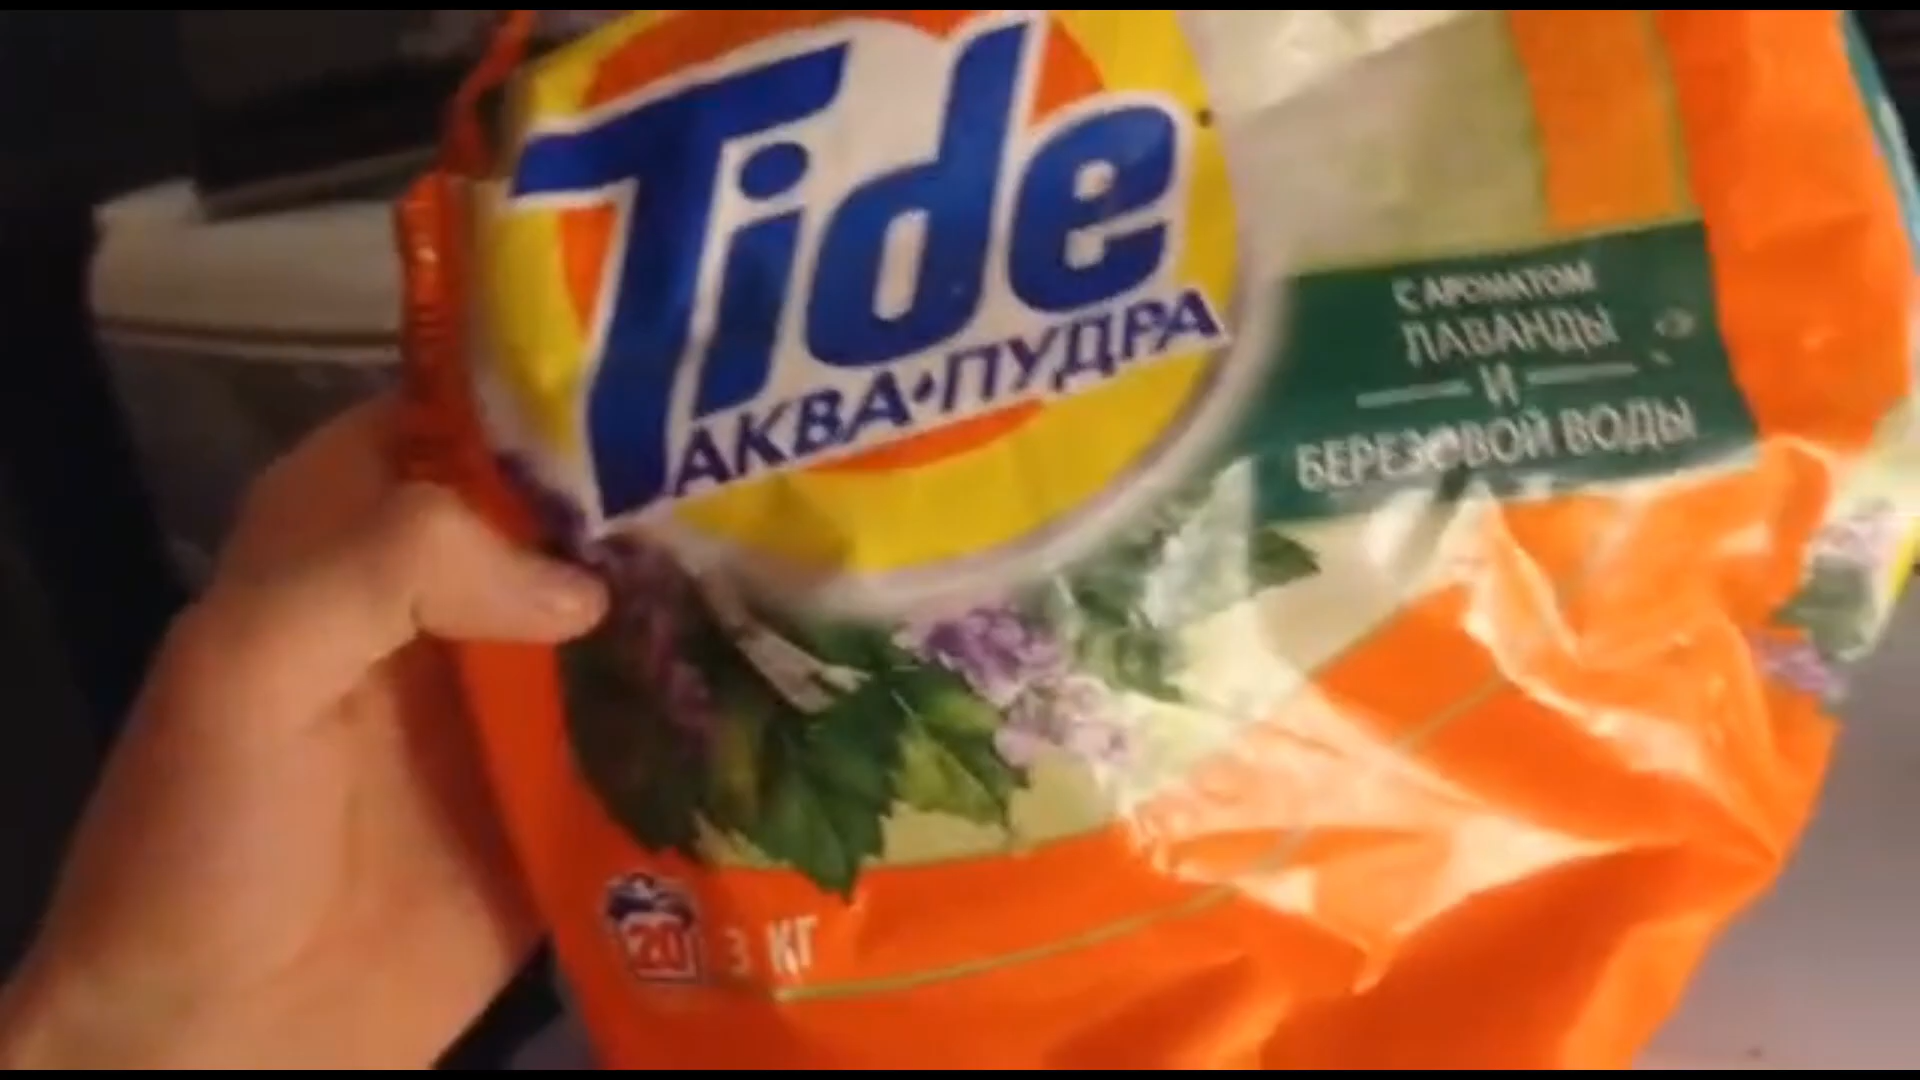 Tide
АКВА•ПУДРА
С АРОМАТОМ
ЛАВАНДЫ
И
БЕРЕЗОВОЙ ВОДЫ
20
3 КГ